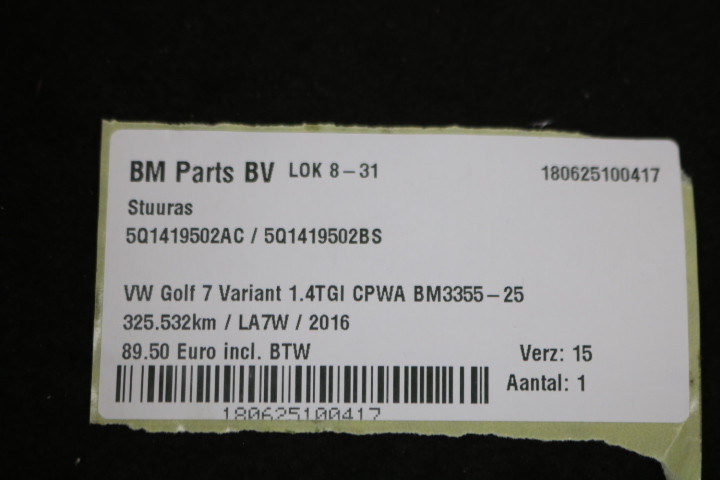 BM Parts BV LOK 8-31 180625100417
Stuuras
5Q1419502AC / 5Q1419502BS
VW Golf 7 Variant 1.4TGI CPWA BM3355-25
325.532km / LA7W / 2016
89.50 Euro incl. BTW Verz: 15
Aantal: 1
180625100417